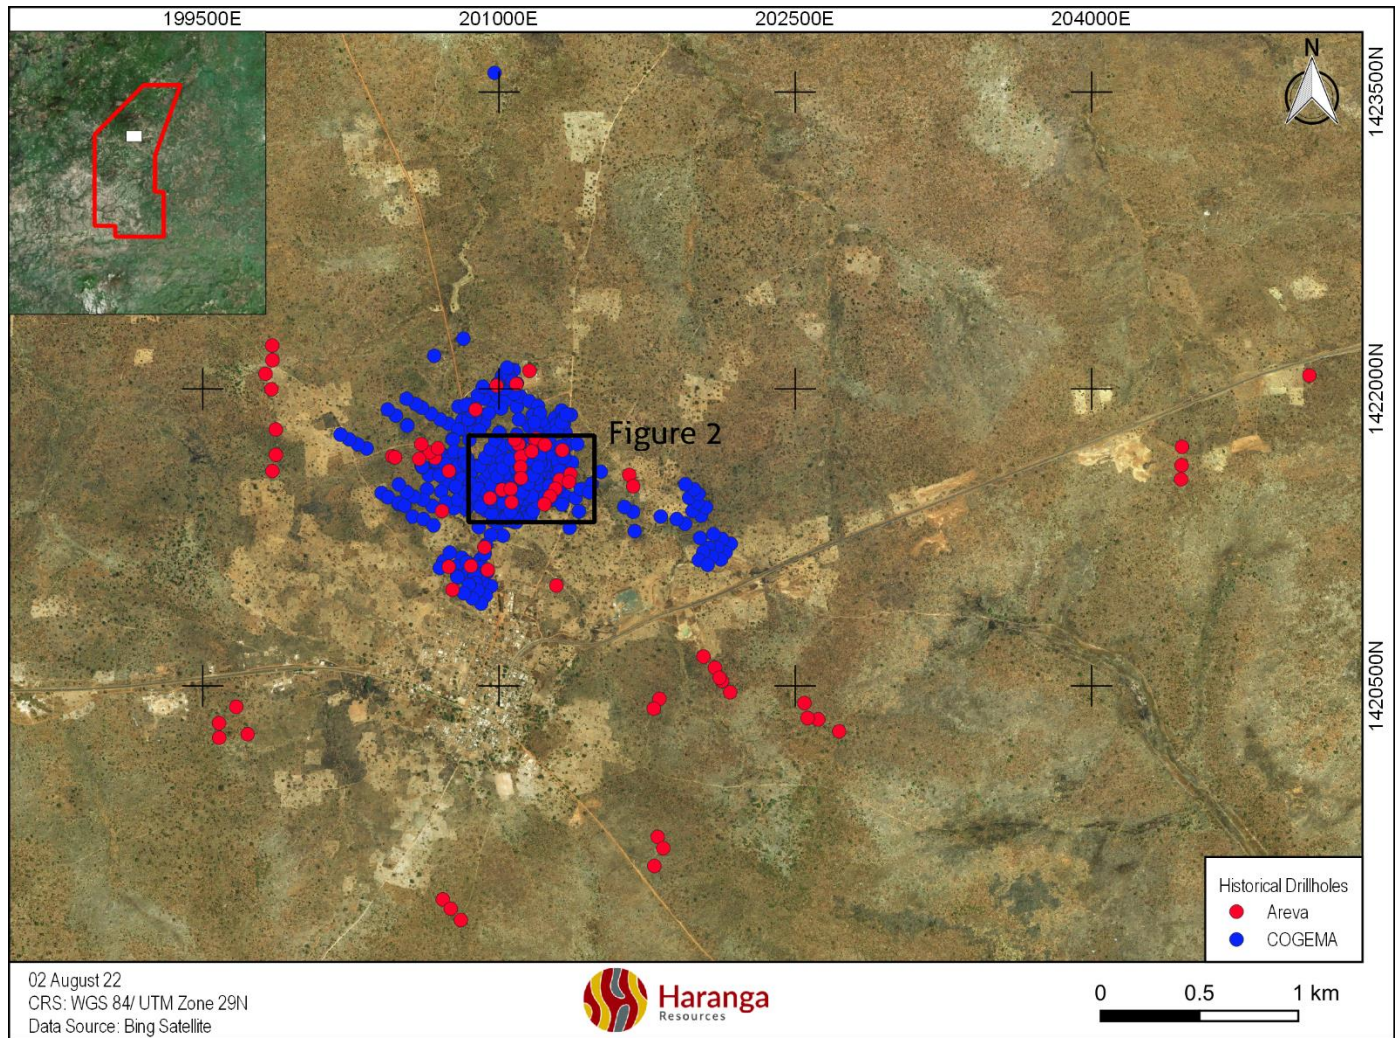 199500E 201000E 202500E 204000E
N
1423500N
1422000N
Figure 2
1420500N
Historical Drillholes
Areva
COGEMA
02 August 22
CRS: WGS 84/ UTM Zone 29N
Data Source: Bing Satellite
Haranga
Resources
0 0.5 1 km